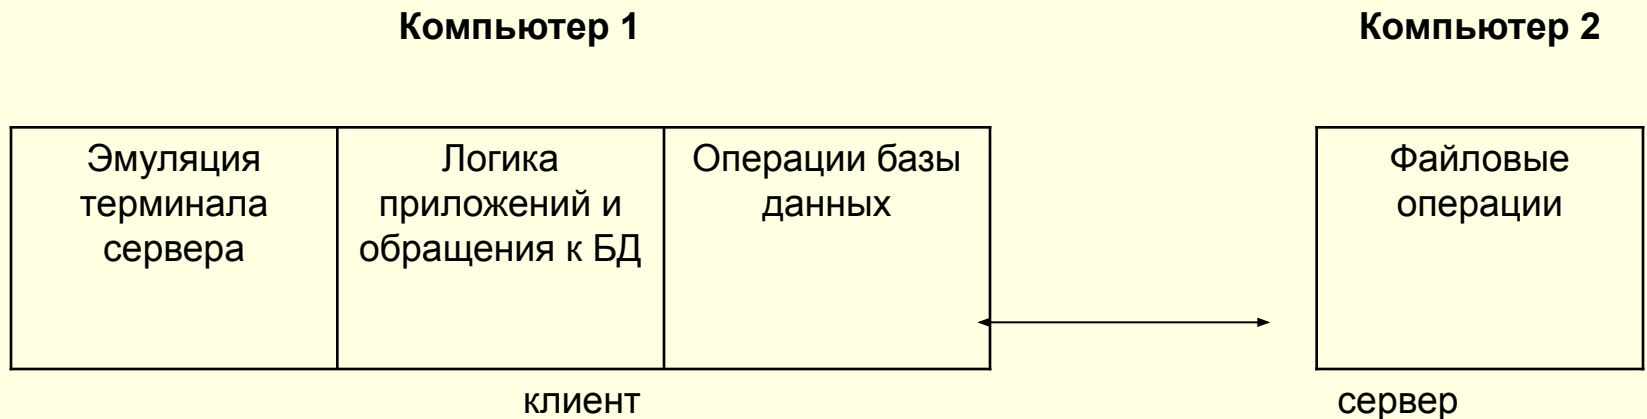 Компьютер 1
Компьютер 2
Эмуляция
терминала
сервера
Логика
приложений и
обращения к БД
Операции базы
данных
Файловые
операции
клиент
сервер